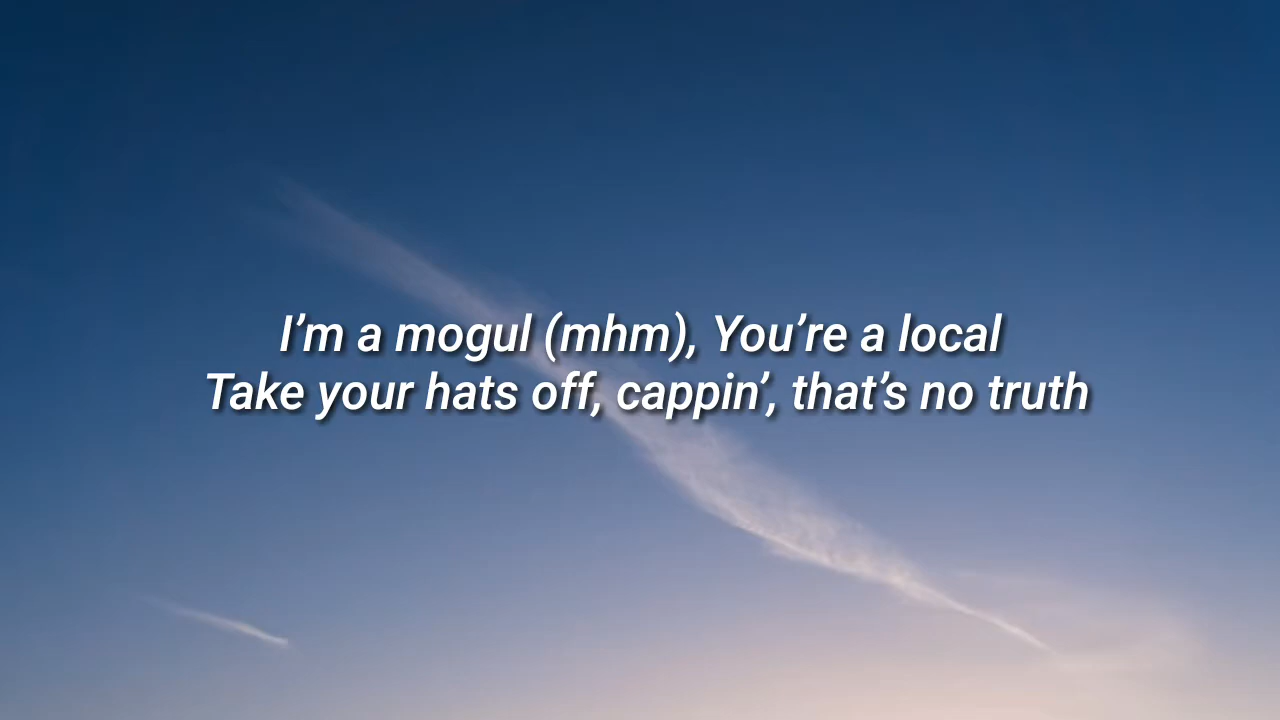 I’m a mogul (mhm), You’re a local
Take your hats off, cappin’, that’s no truth